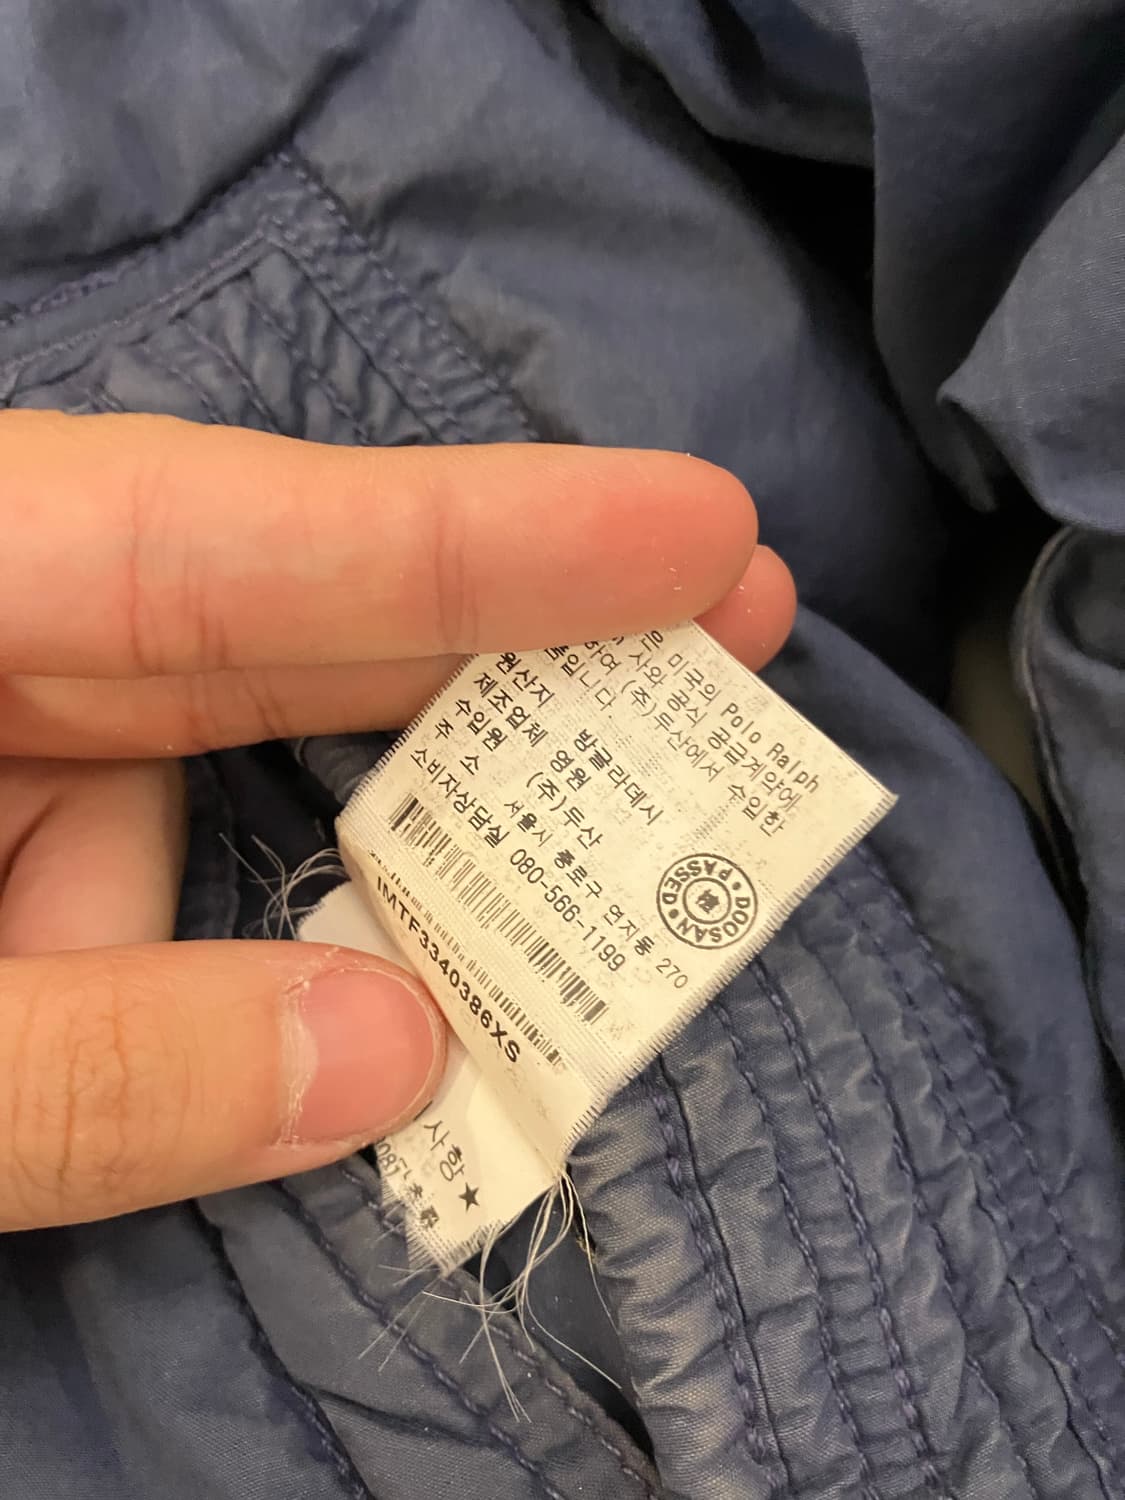 은 미국의 Polo Ralph
사와 공식 공급계약에
하여 (주)두산에서 수입한
품입니다.
원산지 방글라데시
제조업체 영원
수입원 (주)두산
주 소 서울시 종로구 연지동 270
소비자상담실 080-566-1199
DOOSAN PASSED
IMTF3340386XS
사항★